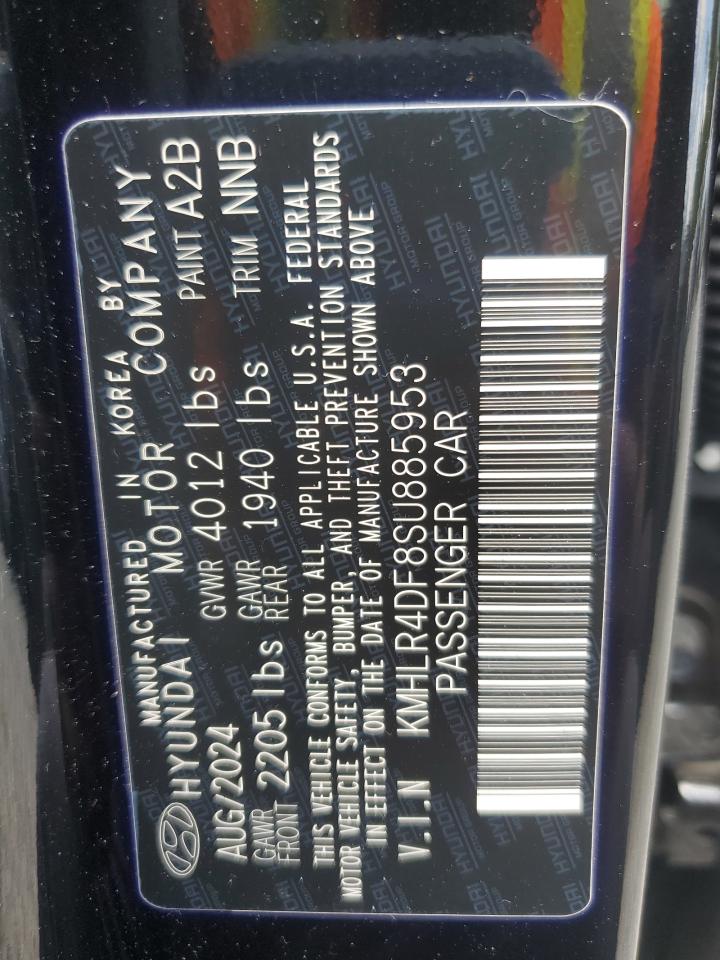 MANUFACTURED IN KOREA BY
HYUNDAI MOTOR COMPANY
AUG/2024 GVWR 4012 lbs PAINT A2B
GAWR FRONT 2205 lbs GAWR REAR 1940 lbs TRIM NNB
THIS VEHICLE CONFORMS TO ALL APPLICABLE U.S.A. FEDERAL
MOTOR VEHICLE SAFETY, BUMPER, AND THEFT PREVENTION STANDARDS
IN EFFECT ON THE DATE OF MANUFACTURE SHOWN ABOVE
V.I.N KMHLR4DF8SU885953
PASSENGER CAR